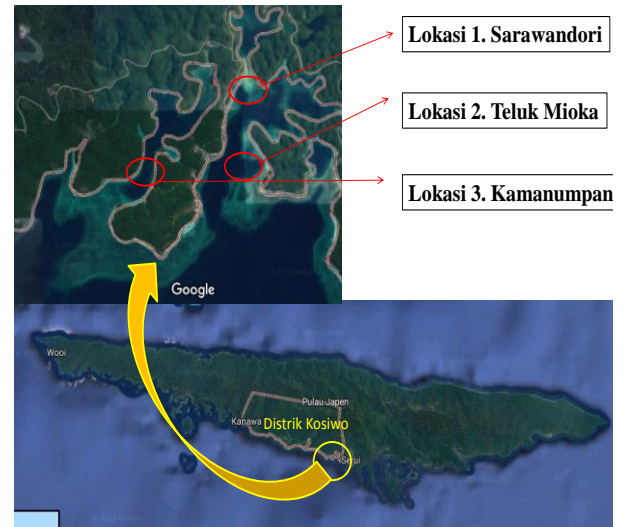 Lokasi 1. Sarawandori
Lokasi 2. Teluk Mioka
Lokasi 3. Kamanumpan
Google
Wooi
Pulau Japen
Kanawa
Distrik Kosiwo
Serui